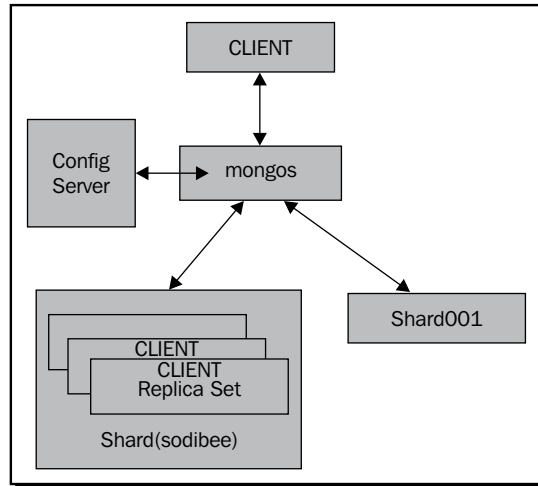 CLIENT
Config
Server
mongos
Shard001
CLIENT
CLIENT
Replica Set
Shard(sodibee)